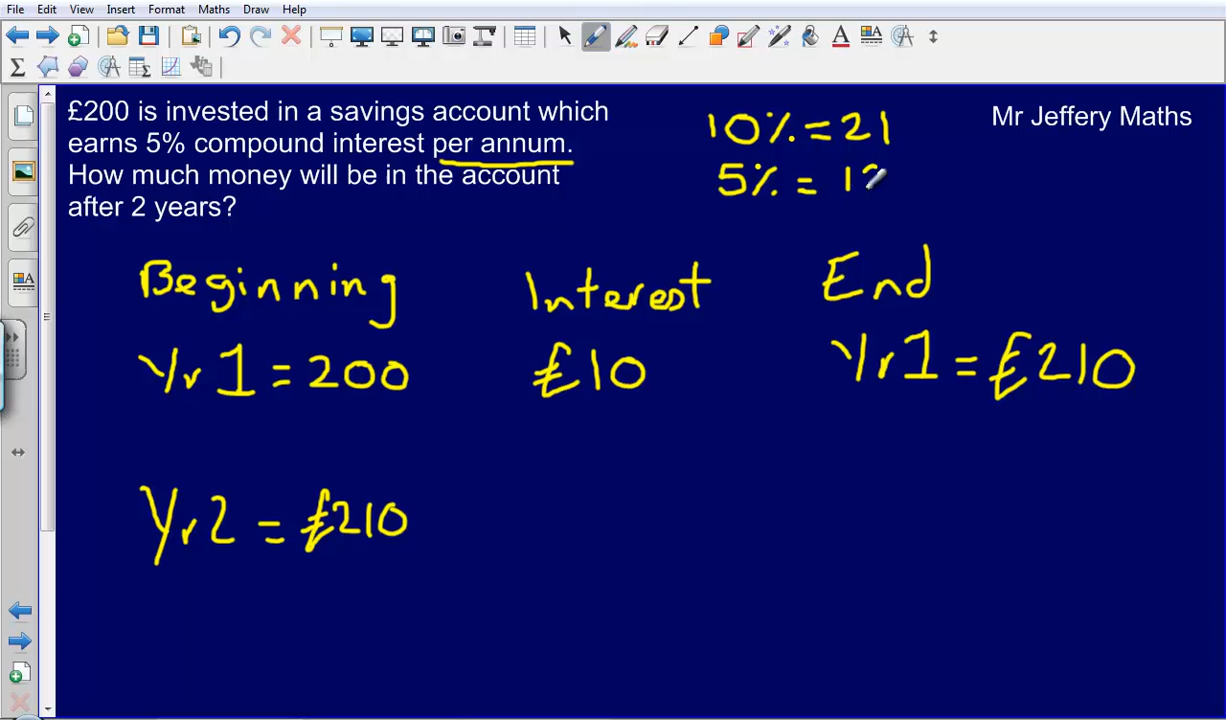 File Edit View Insert Format Maths Draw Help
£200 is invested in a savings account which
earns 5% compound interest per annum.
How much money will be in the account
after 2 years?
10% = 21
5% = 1
Mr Jeffery Maths
Beginning Interest End
Yr 1 = 200 £10 Yr 1 = £210
Yr 2 = £210